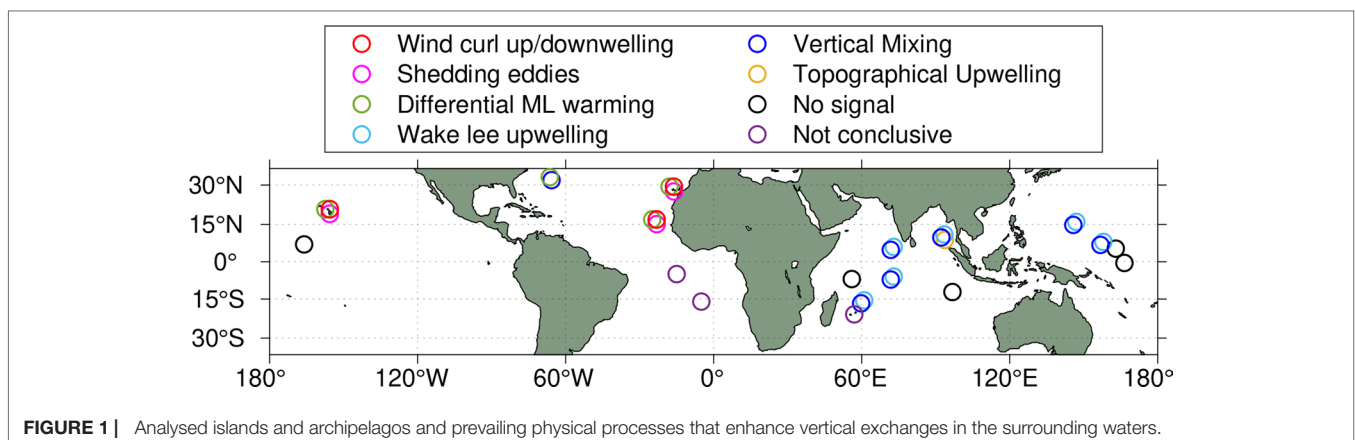 Wind curl up/downwelling
Shedding eddies
Differential ML warming
Wake lee upwelling
Vertical Mixing
Topographical Upwelling
No signal
Not conclusive
30°N
15°N
0°
15°S
30°S
180° 120°W 60°W 0° 60°E 120°E 180°
FIGURE 1 | Analysed islands and archipelagos and prevailing physical processes that enhance vertical exchanges in the surrounding waters.